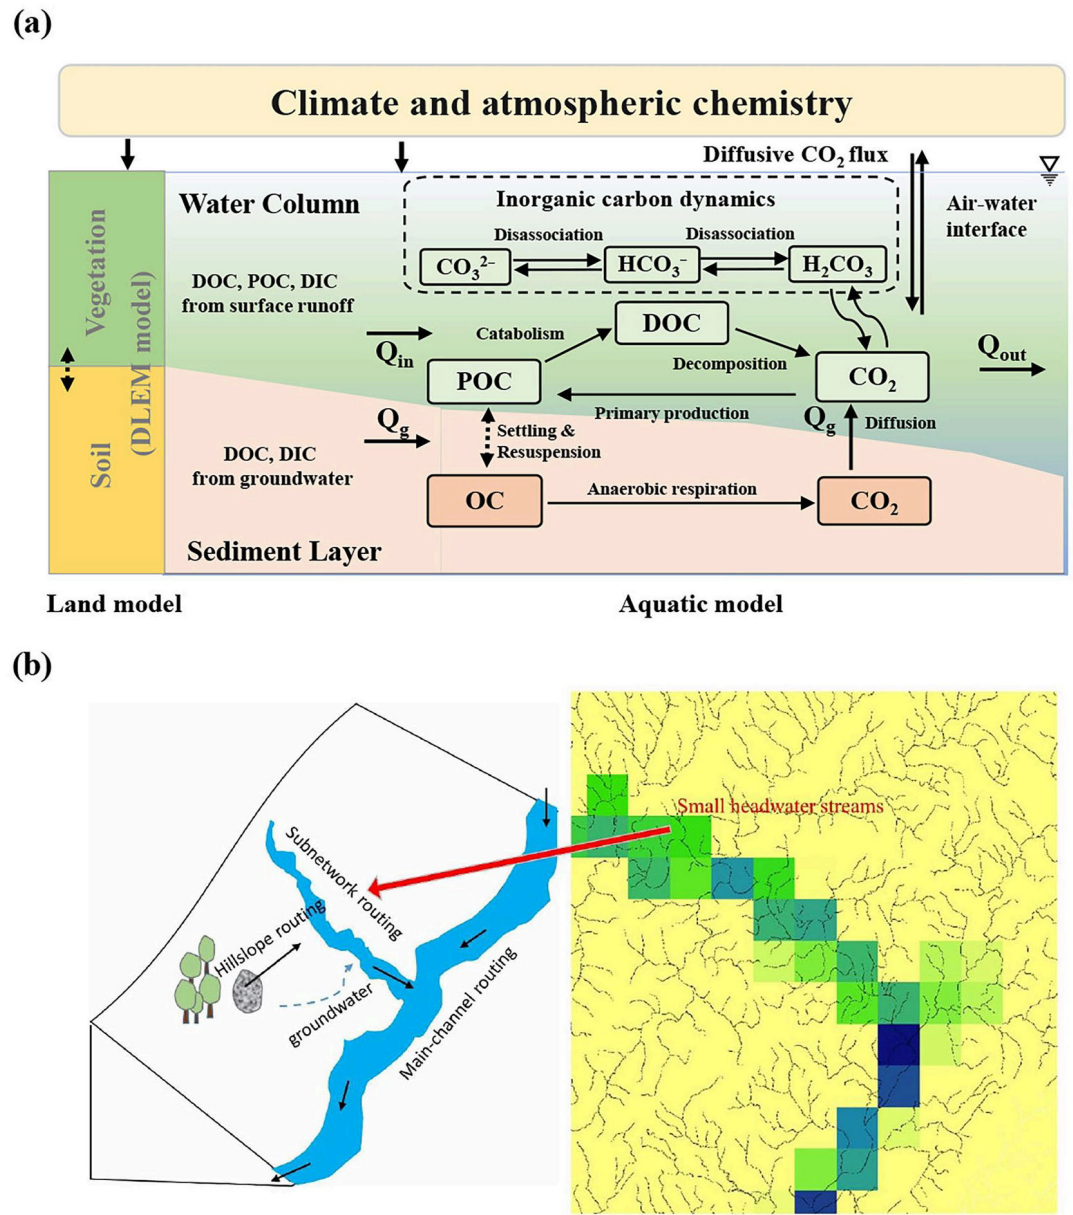 (a)
Climate and atmospheric chemistry
Diffusive CO₂ flux
Water Column
Inorganic carbon dynamics
Air-water
interface
Disassociation
Disassociation
CO₃²⁻
HCO₃⁻
H₂CO₃
Vegetation
Soil
(DLEM model)
DOC, POC, DIC
from surface runoff
Qin
Catabolism
DOC
Decomposition
Qout
POC
CO₂
Primary production
Qg
Diffusion
Qg
Settling &
Resuspension
DOC, DIC
from groundwater
OC
Anaerobic respiration
CO₂
Sediment Layer
Land model
Aquatic model
(b)
Small headwater streams
Subnetwork routing
Hillslope routing
groundwater
Main-channel routing